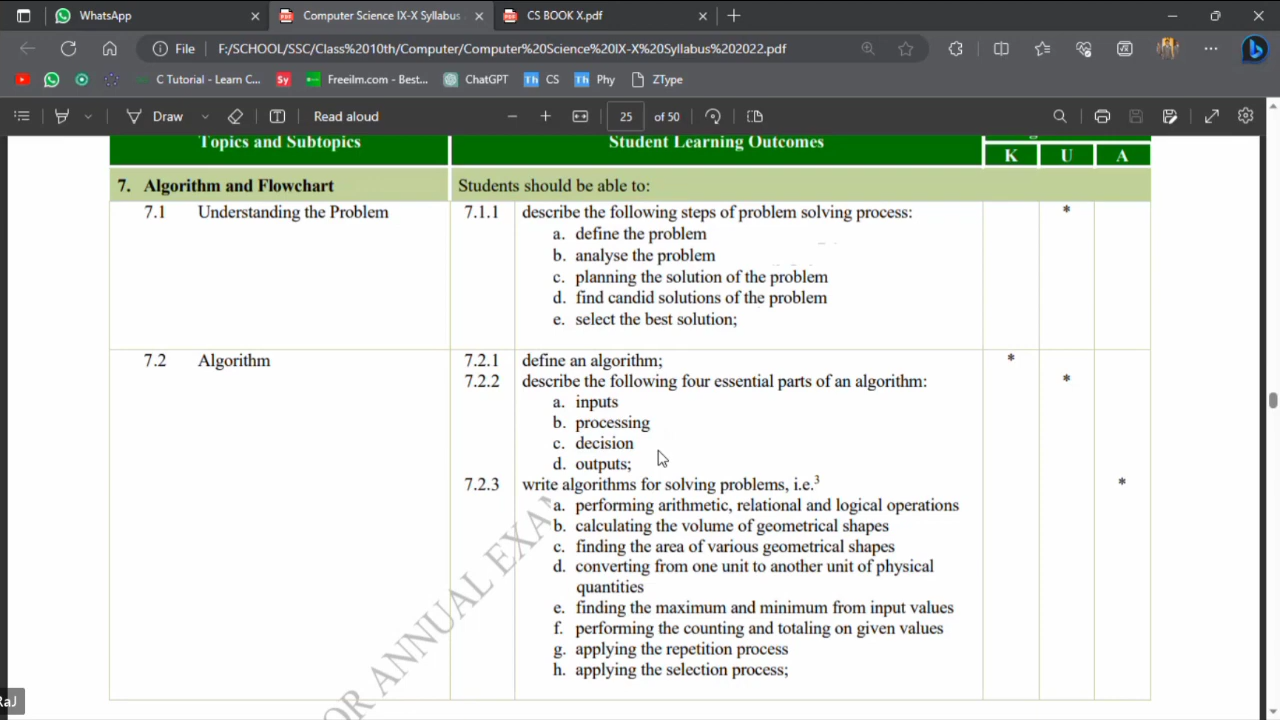 WhatsApp
Computer Science IX-X Syllabus
CS BOOK X.pdf
File
F:/SCHOOL/SSC/Class%2010th/Computer/Computer%20Science%20IX-X%20Syllabus%202022.pdf
C Tutorial - Learn C...
Sy
Freeilm.com - Best...
ChatGPT
Th CS
Th Phy
ZType
Draw
Read aloud
25
of 50
Topics and Subtopics
Student Learning Outcomes
K
U
A
7. Algorithm and Flowchart
Students should be able to:
7.1 Understanding the Problem
7.1.1 describe the following steps of problem solving process:
*
a. define the problem
b. analyse the problem
c. planning the solution of the problem
d. find candid solutions of the problem
e. select the best solution;
7.2 Algorithm
7.2.1 define an algorithm;
*
7.2.2 describe the following four essential parts of an algorithm:
*
a. inputs
b. processing
c. decision
d. outputs;
7.2.3 write algorithms for solving problems, i.e.3
*
a. performing arithmetic, relational and logical operations
b. calculating the volume of geometrical shapes
c. finding the area of various geometrical shapes
d. converting from one unit to another unit of physical
quantities
e. finding the maximum and minimum from input values
f. performing the counting and totaling on given values
g. applying the repetition process
h. applying the selection process;
OR ANNUAL EXA
RaJ